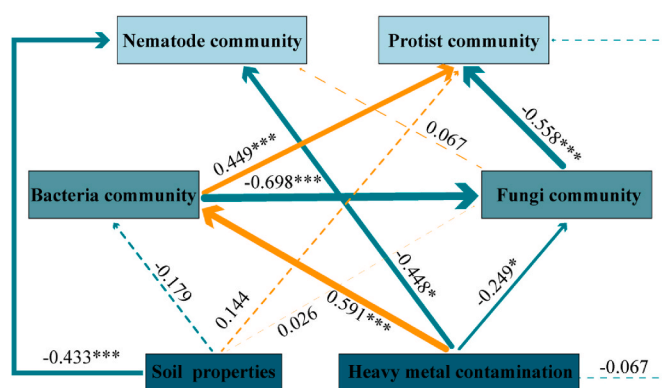 Nematode community
Protist community
0.449***
0.067
-0.558***
Bacteria community
-0.698***
Fungi community
-0.179
0.144
0.026
0.591***
-0.448*
-0.249*
-0.433***
Soil properties
Heavy metal contamination
-0.067